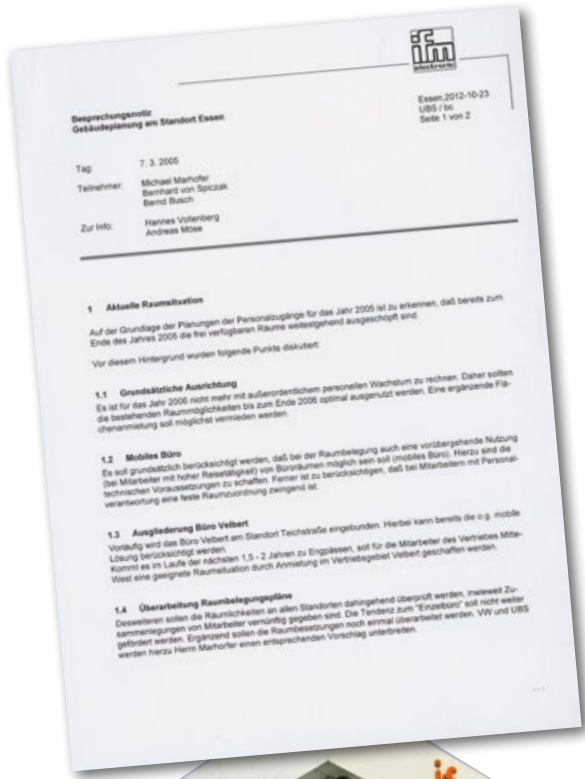 ifm
electronic
Besprechungsnotiz
Gebäudeplanung am Standort Essen
Essen,2012-10-23
UBS / bc
Seite 1 von 2
Tag: 7. 3. 2005
Teilnehmer: Michael Marhofer
Bernhard von Spiczak
Bernd Busch
Zur Info: Hannes Vollenberg
Andreas Möse
1 Aktuelle Raumsituation
Auf der Grundlage der Planungen der Personalzugänge für das Jahr 2005 ist zu erkennen, daß bereits zum
Ende des Jahres 2005 die frei verfügbaren Räume weitestgehend ausgeschöpft sind.
Vor diesem Hintergrund wurden folgende Punkte diskutiert:
1.1 Grundsätzliche Ausrichtung
Es ist für das Jahr 2006 nicht mehr mit außerordentlichem personellen Wachstum zu rechnen. Daher sollten
die bestehenden Raummöglichkeiten bis zum Ende 2006 optimal ausgenutzt werden. Eine ergänzende Flä-
chenanmietung soll möglichst vermieden werden.
1.2 Mobiles Büro
Es soll grundsätzlich berücksichtigt werden, daß bei der Raumbelegung auch eine vorübergehende Nutzung
(bei Mitarbeiter mit hoher Reisetätigkeit) von Büroräumen möglich sein soll (mobiles Büro). Hierzu sind die
technischen Voraussetzungen zu schaffen. Ferner ist zu berücksichtigen, daß bei Mitarbeitern mit Personal-
verantwortung eine feste Raumzuordnung zwingend ist.
1.3 Ausgliederung Büro Velbert
Vorläufig wird das Büro Velbert am Standort Teichstraße eingebunden. Hierbei kann bereits die o.g. mobile
Lösung berücksichtigt werden.
Kommt es im Laufe der nächsten 1,5 - 2 Jahren zu Engpässen, soll für die Mitarbeiter des Vertriebes Mitte-
West eine geeignete Raumsituation durch Anmietung im Vertriebsgebiet Velbert geschaffen werden.
1.4 Überarbeitung Raumbelegungspläne
Desweiteren sollen die Räumlichkeiten an allen Standorten dahingehend überprüft werden, inwieweit Zu-
sammenlegungen von Mitarbeiter vernünftig gegeben sind. Die Tendenz zum "Einzelbüro" soll nicht weiter
gefördert werden. Ergänzend sollen die Raumbesetzungen noch einmal überarbeitet werden. VW und UBS
werden hierzu Herrn Marhorfer einen entsprechenden Vorschlag unterbreiten.